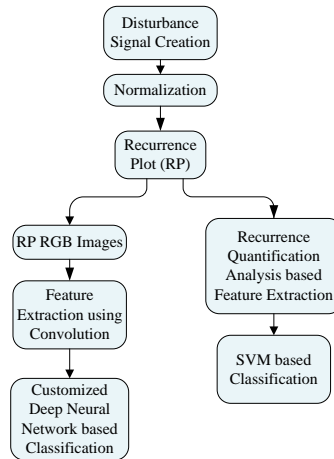 Disturbance
Signal Creation
Normalization
Recurrence
Plot (RP)
RP RGB Images
Feature
Extraction using
Convolution
Customized
Deep Neural
Network based
Classification
Recurrence
Quantification
Analysis based
Feature Extraction
SVM based
Classification